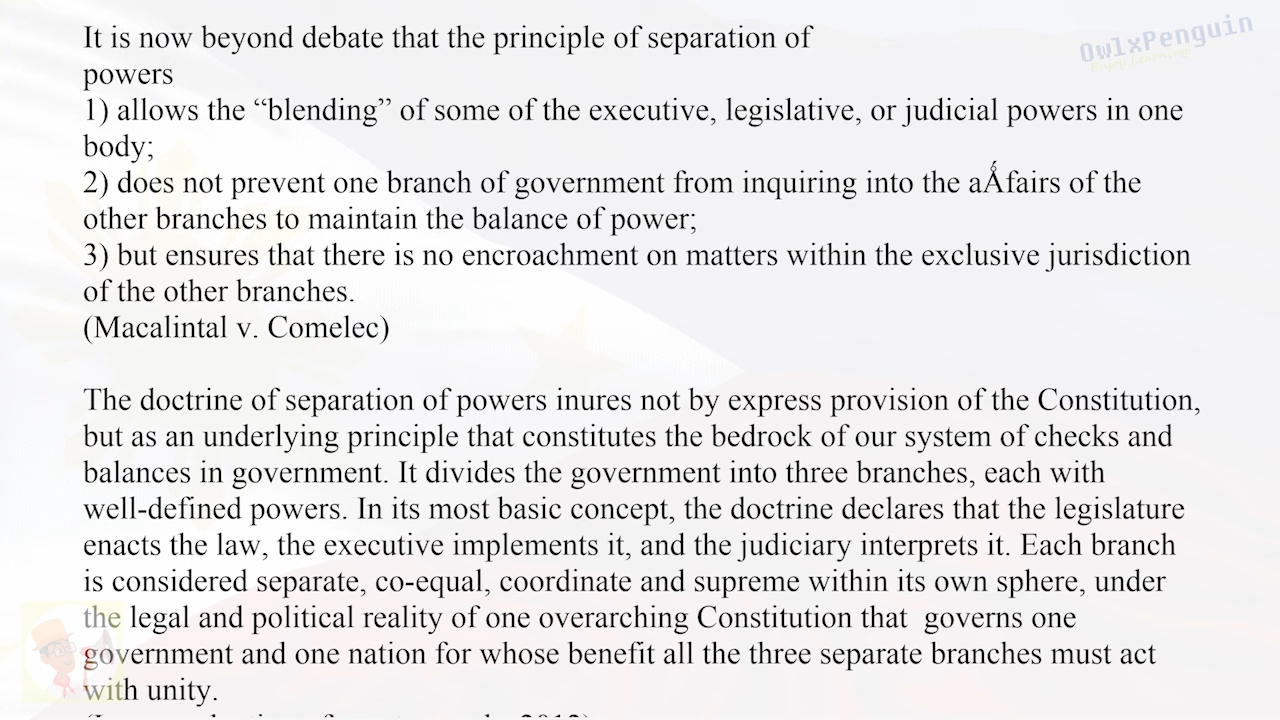 It is now beyond debate that the principle of separation of
OwlxPenguin
Enjoy Learning
powers
1) allows the “blending” of some of the executive, legislative, or judicial powers in one
body;
2) does not prevent one branch of government from inquiring into the aǺfairs of the
other branches to maintain the balance of power;
3) but ensures that there is no encroachment on matters within the exclusive jurisdiction
of the other branches.
(Macalintal v. Comelec)
The doctrine of separation of powers inures not by express provision of the Constitution,
but as an underlying principle that constitutes the bedrock of our system of checks and
balances in government. It divides the government into three branches, each with
well-defined powers. In its most basic concept, the doctrine declares that the legislature
enacts the law, the executive implements it, and the judiciary interprets it. Each branch
is considered separate, co-equal, coordinate and supreme within its own sphere, under
the legal and political reality of one overarching Constitution that  governs one
government and one nation for whose benefit all the three separate branches must act
with unity.